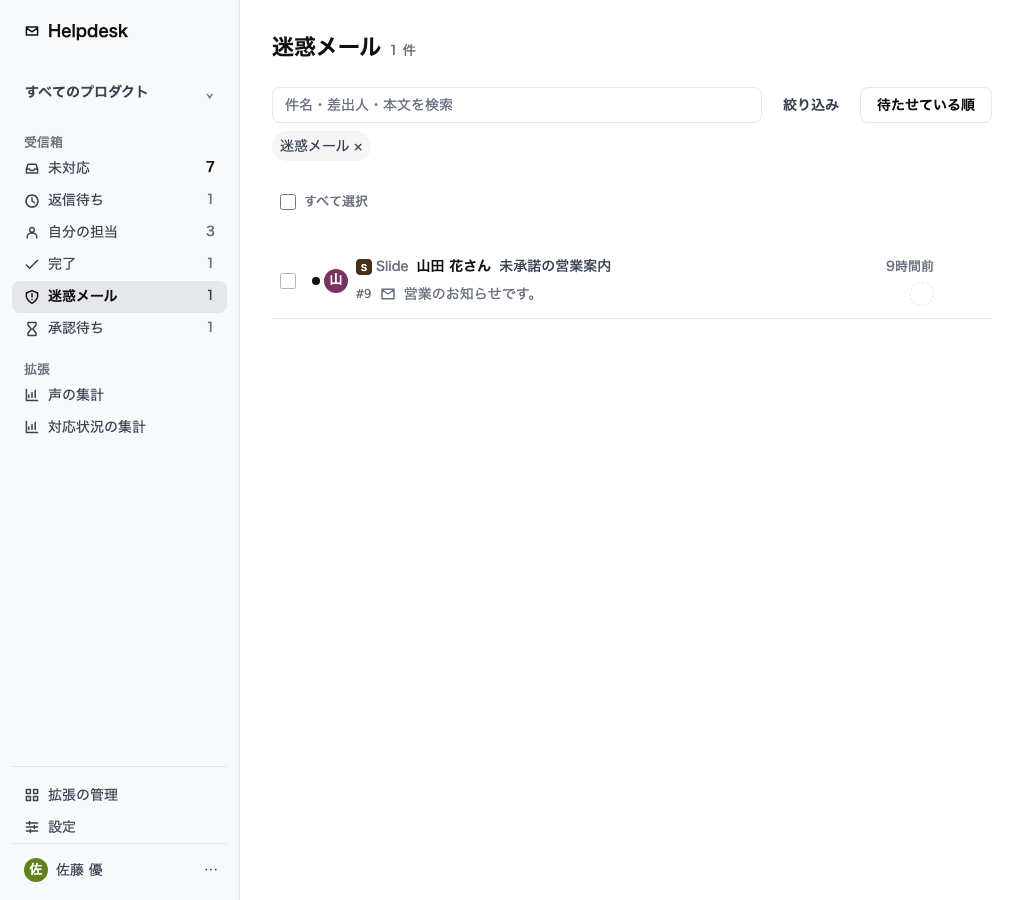 Helpdesk
すべてのプロダクト
受信箱
未対応 7
返信待ち 1
自分の担当 3
完了 1
迷惑メール 1
承認待ち 1
拡張
声の集計
対応状況の集計
拡張の管理
設定
佐 佐藤 優 …
迷惑メール 1 件
件名・差出人・本文を検索 絞り込み 待たせている順
迷惑メール ×
すべて選択
山 S Slide 山田 花さん 未承諾の営業案内 9時間前
#9 営業のお知らせです。